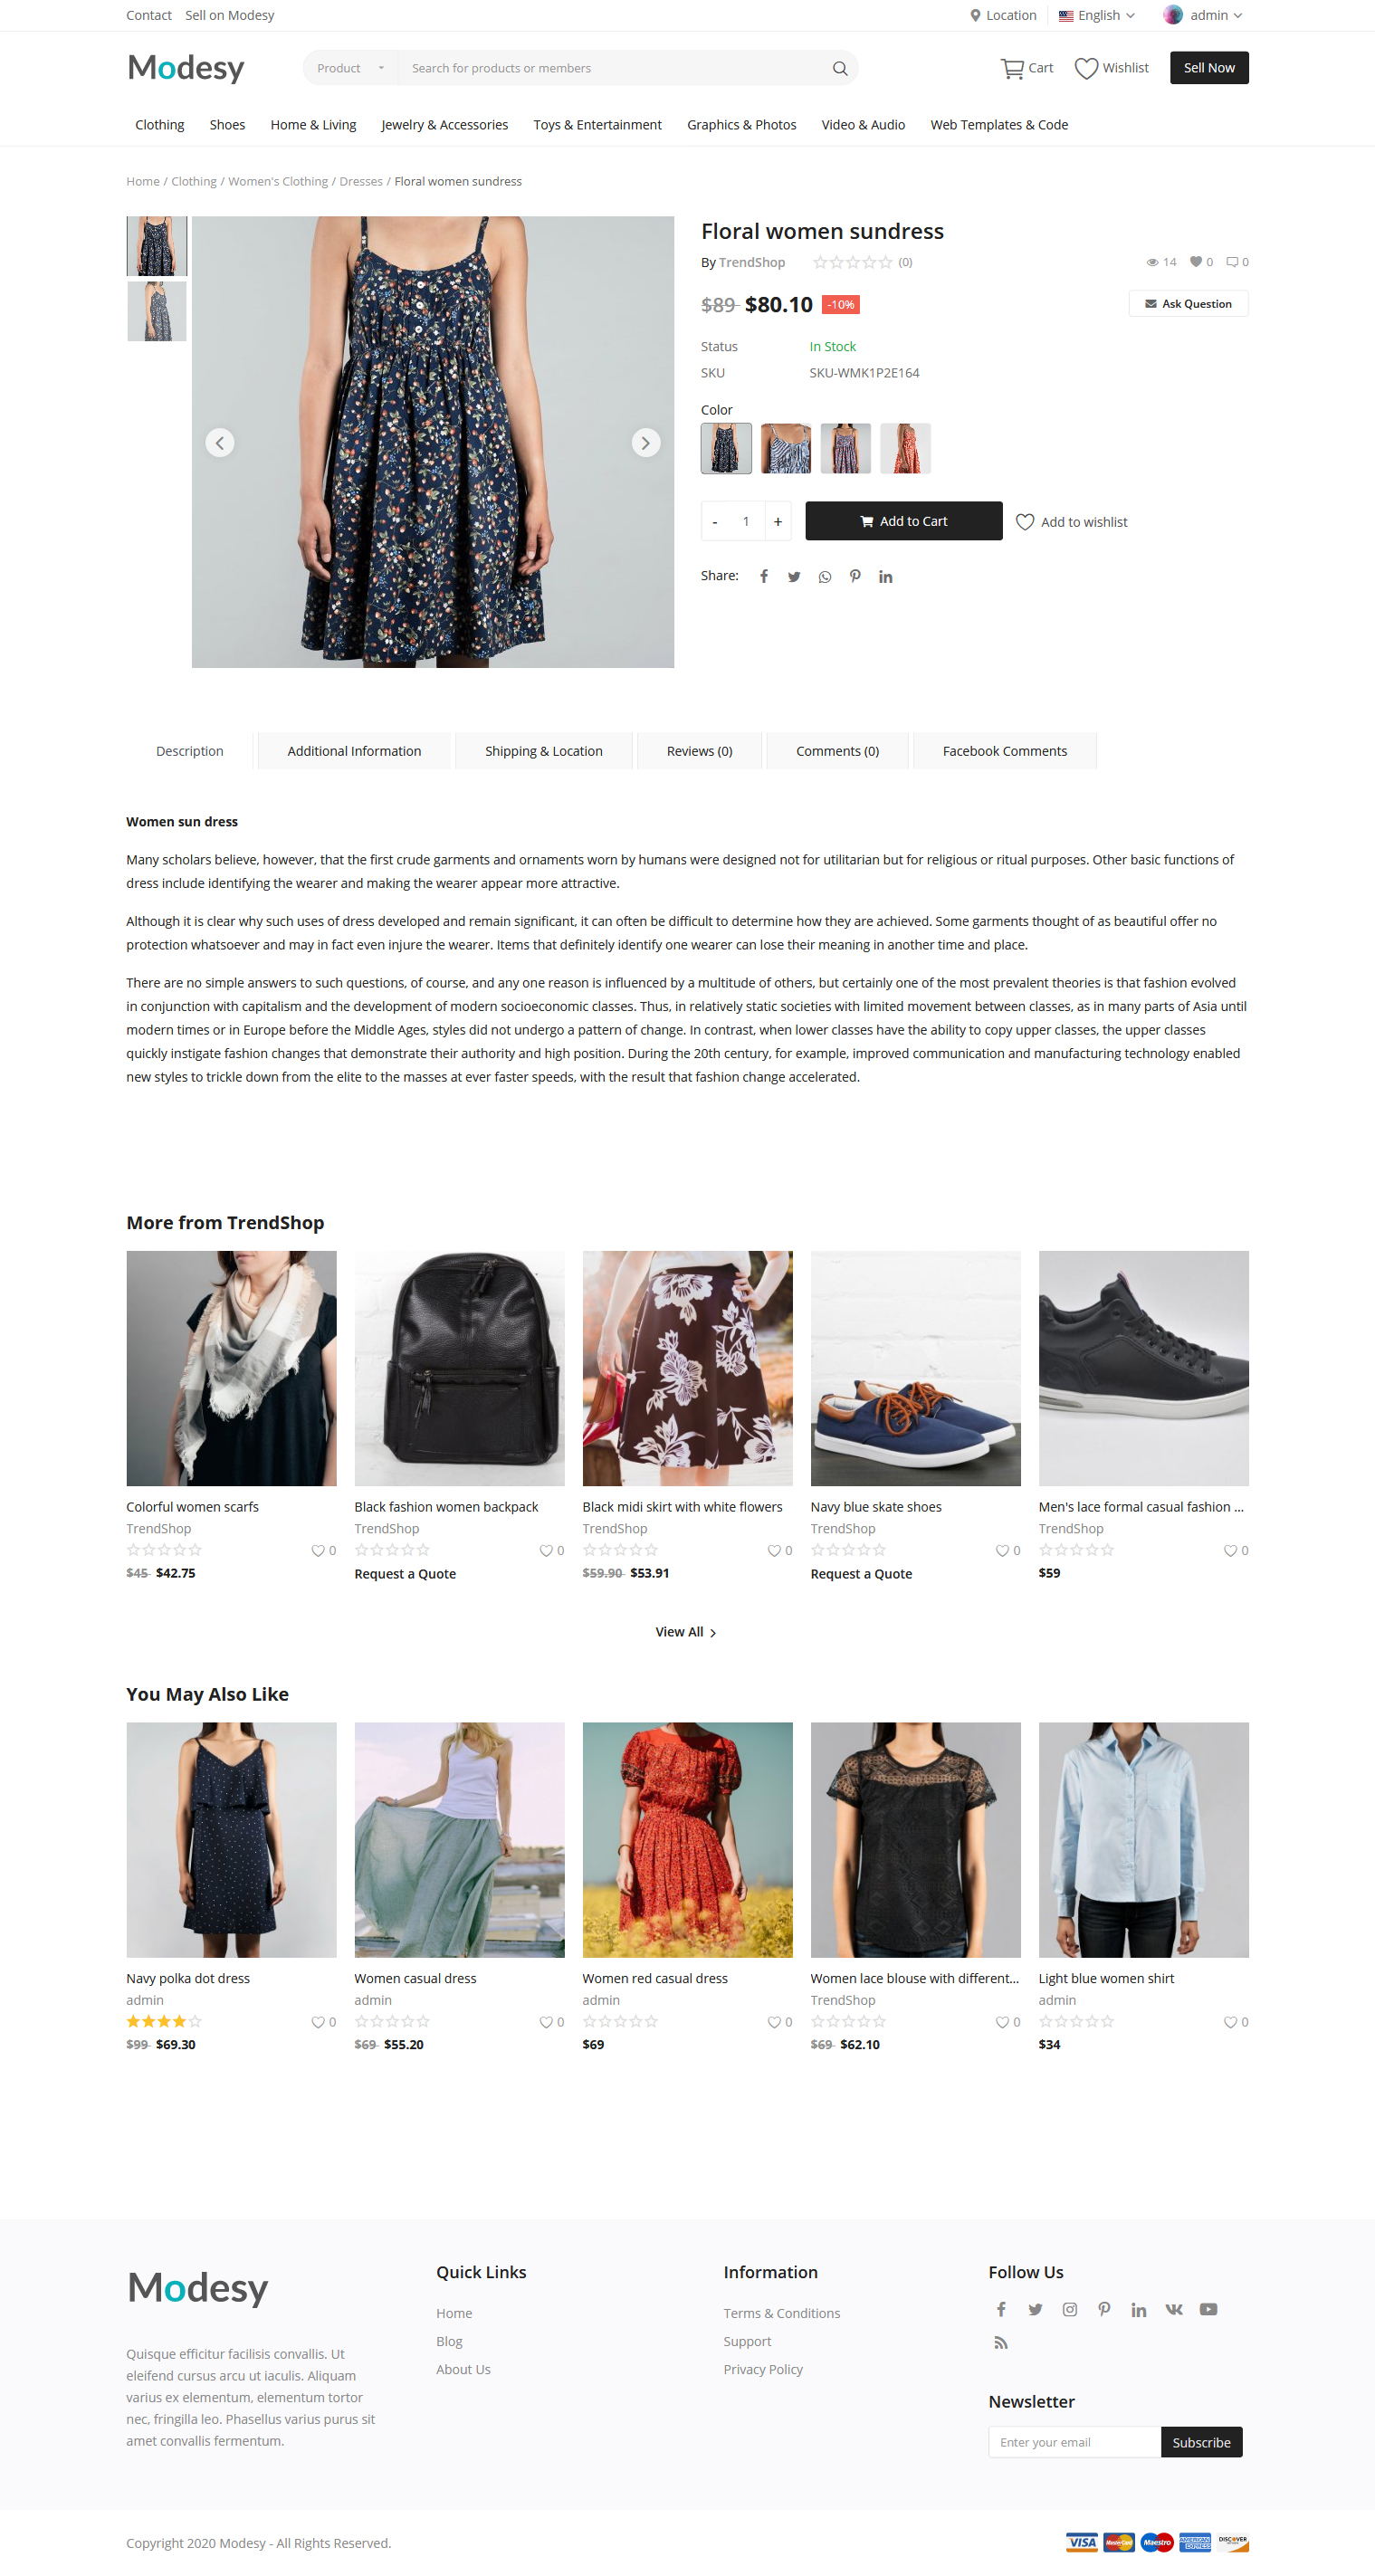 Contact Sell on Modesy Location English admin
Modesy Product Search for products or members Cart Wishlist Sell Now
Clothing Shoes Home & Living Jewelry & Accessories Toys & Entertainment Graphics & Photos Video & Audio Web Templates & Code
Home / Clothing / Women's Clothing / Dresses / Floral women sundress
Floral women sundress
By TrendShop (0) 14 0 0
$89 $80.10 -10% Ask Question
Status In Stock
SKU SKU-WMK1P2E164
Color
- 1 + Add to Cart Add to wishlist
Share:
Description Additional Information Shipping & Location Reviews (0) Comments (0) Facebook Comments
Women sun dress
Many scholars believe, however, that the first crude garments and ornaments worn by humans were designed not for utilitarian but for religious or ritual purposes. Other basic functions of
dress include identifying the wearer and making the wearer appear more attractive.
Although it is clear why such uses of dress developed and remain significant, it can often be difficult to determine how they are achieved. Some garments thought of as beautiful offer no
protection whatsoever and may in fact even injure the wearer. Items that definitely identify one wearer can lose their meaning in another time and place.
There are no simple answers to such questions, of course, and any one reason is influenced by a multitude of others, but certainly one of the most prevalent theories is that fashion evolved
in conjunction with capitalism and the development of modern socioeconomic classes. Thus, in relatively static societies with limited movement between classes, as in many parts of Asia until
modern times or in Europe before the Middle Ages, styles did not undergo a pattern of change. In contrast, when lower classes have the ability to copy upper classes, the upper classes
quickly instigate fashion changes that demonstrate their authority and high position. During the 20th century, for example, improved communication and manufacturing technology enabled
new styles to trickle down from the elite to the masses at ever faster speeds, with the result that fashion change accelerated.
More from TrendShop
Colorful women scarfs Black fashion women backpack Black midi skirt with white flowers Navy blue skate shoes Men's lace formal casual fashion ...
TrendShop TrendShop TrendShop TrendShop TrendShop
0 0 0 0 0
$45 $42.75 Request a Quote $59.90 $53.91 Request a Quote $59
View All
You May Also Like
Navy polka dot dress Women casual dress Women red casual dress Women lace blouse with different... Light blue women shirt
admin admin admin TrendShop admin
0 0 0 0 0
$99 $69.30 $69 $55.20 $69 $69 $62.10 $34
Modesy
Quisque efficitur facilisis convallis. Ut
eleifend cursus arcu ut iaculis. Aliquam
varius ex elementum, elementum tortor
nec, fringilla leo. Phasellus varius purus sit
amet convallis fermentum.
Quick Links
Home
Blog
About Us
Information
Terms & Conditions
Support
Privacy Policy
Follow Us
Newsletter
Enter your email Subscribe
Copyright 2020 Modesy - All Rights Reserved. VISA MasterCard Maestro AMERICAN EXPRESS DISCOVER